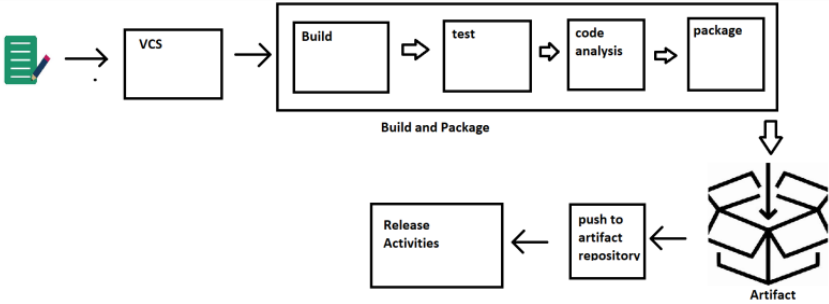 VCS
Build
test
code
analysis
package
Build and Package
Release
Activities
push to
artifact
repository
Artifact